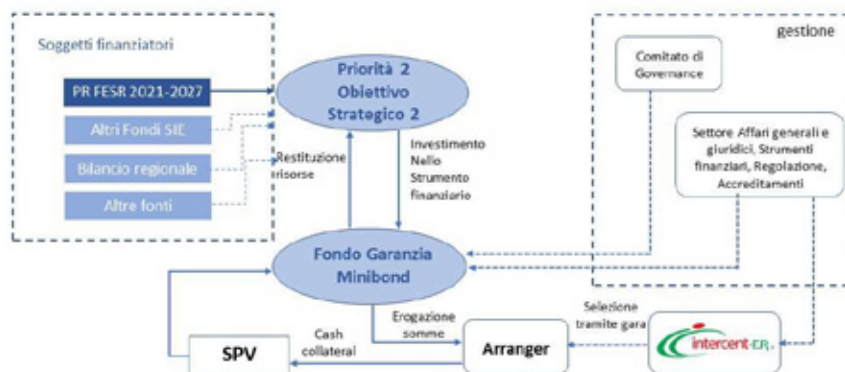 Soggetti finanziatori
PR FESR 2021-2027
Altri Fondi SIE
Bilancio regionale
Altre fonti
Priorità 2
Obiettivo
Strategico 2
Restituzione
risorse
Investimento
Nello
Strumento
finanziario
gestione
Comitato di
Governance
Settore Affari generali e
giuridici, Strumenti
finanziari, Regolazione,
Accreditamenti
Fondo Garanzia
Minibond
Erogazione
somme
Cash
collateral
SPV
Arranger
Selezione
tramite gara
intercent-ER